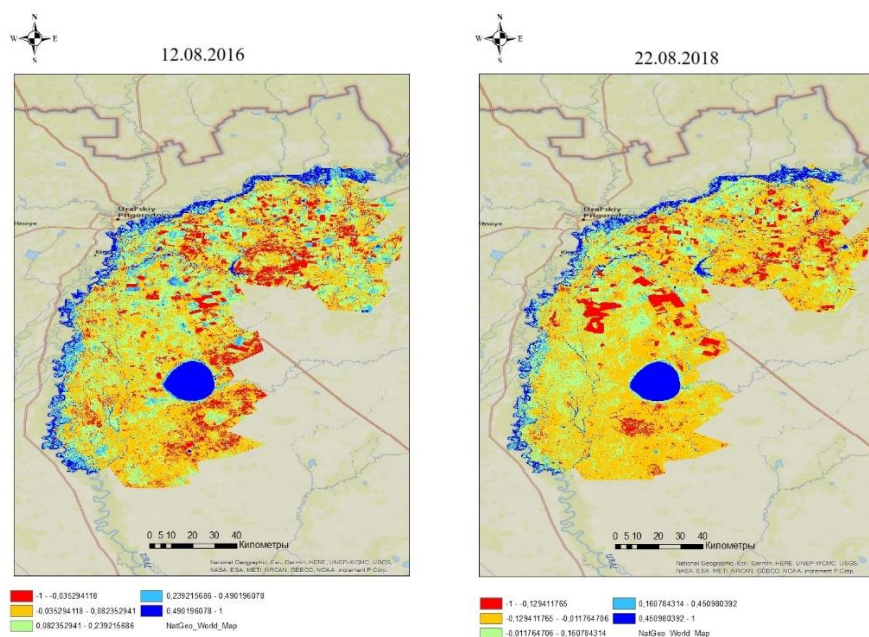 N
W E
S
12.08.2016
N
W E
S
22.08.2018
Prigorodnyy
0 5 10 20 30 40
Километры
National Geographic, Esri, Garmin, HERE, UNEP-WCMC, USGS,
NASA, ESA, METI, NRCAN, GEBCO, NOAA, increment P Corp.
0 5 10 20 30 40
Километры
National Geographic, Esri, Garmin, HERE, UNEP-WCMC, USGS,
NASA, ESA, METI, NRCAN, GEBCO, NOAA, increment P Corp.
URAL
-1 - -0,035294118
-0,035294118 - 0,082352941
0,082352941 - 0,239215686
0,239215686 - 0,490196078
0,490196078 - 1
NatGeo_World_Map
-1 - -0,129411765
-0,129411765 - -0,011764706
-0,011764706 - 0,160784314
0,160784314 - 0,450980392
0,450980392 - 1
NatGeo_World_Map